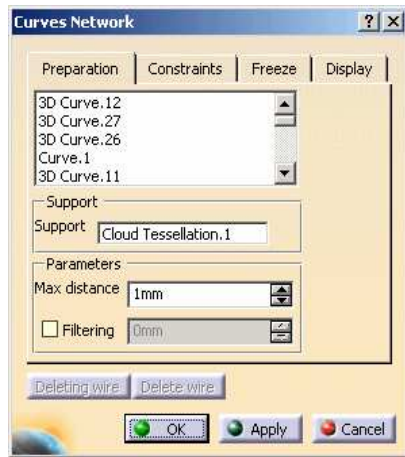 Curves Network
Preparation Constraints Freeze Display
3D Curve.12
3D Curve.27
3D Curve.26
Curve.1
3D Curve.11
Support
Support Cloud Tessellation.1
Parameters
Max distance 1mm
Filtering 0mm
Deleting wire Delete wire
OK Apply Cancel